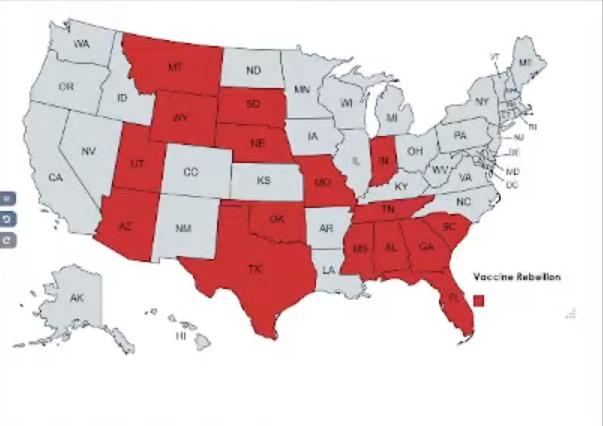 WA
MT
ND
MN
ME
VT
NH
OR
ID
SD
WI
MI
NY
WY
IA
NE
PA
RI
NJ
NV
UT
CO
IL
IN
OH
DE
MD
DC
CA
KS
MO
KY
WV
VA
NC
AZ
NM
OK
AR
TN
SC
TX
LA
MS
AL
GA
FL
AK
HI
Vaccine Rebellion